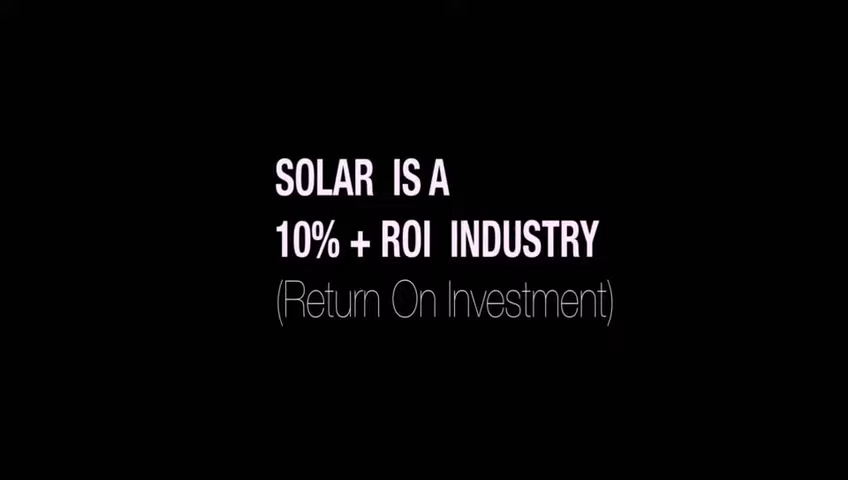 SOLAR IS A
10% + ROI INDUSTRY
(Return On Investment)